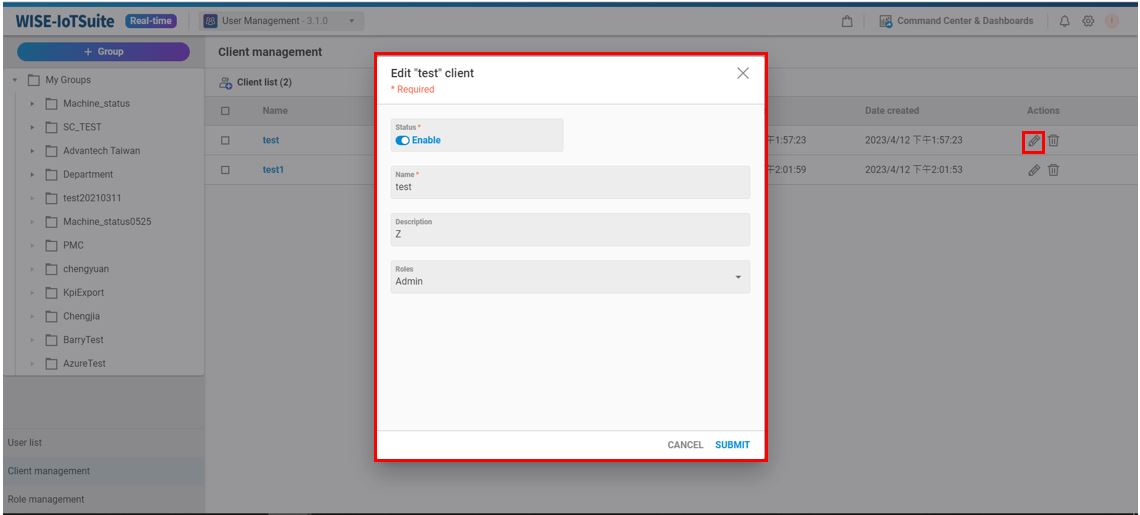 WISE-IoTSuite Real-time User Management - 3.1.0 Command Center & Dashboards
+ Group
My Groups
Machine_status
SC_TEST
Advantech Taiwan
Department
test20210311
Machine_status0525
PMC
chengyuan
KpiExport
Chengjia
BarryTest
AzureTest
User list
Client management
Role management
Client management
Client list (2)
Name Date created Actions
test 午1:57:23 2023/4/12 下午1:57:23
test1 午2:01:59 2023/4/12 下午2:01:53
Edit "test" client
* Required
Status *
Enable
Name *
test
Description
Z
Roles
Admin
CANCEL SUBMIT